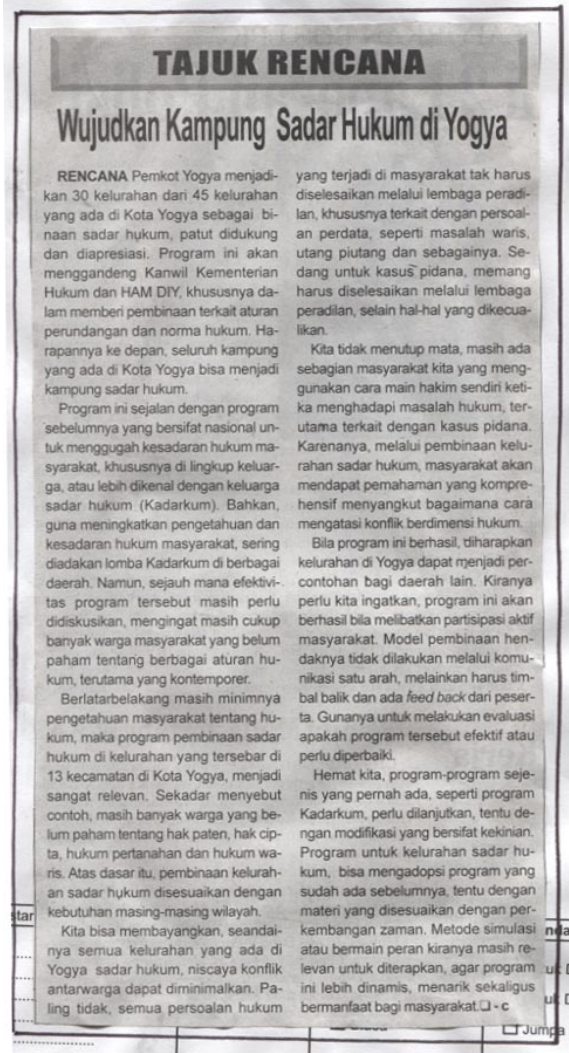 TAJUK RENCANA
Wujudkan Kampung Sadar Hukum di Yogya
RENCANA Pemkot Yogya menjadi-
kan 30 kelurahan dari 45 kelurahan
yang ada di Kota Yogya sebagai bi-
naan sadar hukum, patut didukung
dan diapresiasi. Program ini akan
menggandeng Kanwil Kementerian
Hukum dan HAM DIY, khususnya da-
lam memberi pembinaan terkait aturan
perundangan dan norma hukum. Ha-
rapannya ke depan, seluruh kampung
yang ada di Kota Yogya bisa menjadi
kampung sadar hukum.
Program ini sejalan dengan program
sebelumnya yang bersifat nasional un-
tuk menggugah kesadaran hukum ma-
syarakat, khususnya di lingkup keluar-
ga, atau lebih dikenal dengan keluarga
sadar hukum (Kadarkum). Bahkan,
guna meningkatkan pengetahuan dan
kesadaran hukum masyarakat, sering
diadakan lomba Kadarkum di berbagai
daerah. Namun, sejauh mana efektivi-
tas program tersebut masih perlu
didiskusikan, mengingat masih cukup
banyak warga masyarakat yang belum
paham tentang berbagai aturan hu-
kum, terutama yang kontemporer.
Berlatarbelakang masih minimnya
pengetahuan masyarakat tentang hu-
kum, maka program pembinaan sadar
hukum di kelurahan yang tersebar di
13 kecamatan di Kota Yogya, menjadi
sangat relevan. Sekadar menyebut
contoh, masih banyak warga yang be-
lum paham tentang hak paten, hak cip-
ta, hukum pertanahan dan hukum wa-
ris. Atas dasar itu, pembinaan kelurah-
an sadar hukum disesuaikan dengan
kebutuhan masing-masing wilayah.
Kita bisa membayangkan, seandai-
nya semua kelurahan yang ada di
Yogya sadar hukum, niscaya konflik
antarwarga dapat diminimalkan. Pa-
ling tidak, semua persoalan hukum
yang terjadi di masyarakat tak harus
diselesaikan melalui lembaga peradi-
lan, khususnya terkait dengan persoal-
an perdata, seperti masalah waris,
utang piutang dan sebagainya. Se-
dang untuk kasus pidana, memang
harus diselesaikan melalui lembaga
peradilan, selain hal-hal yang dikecua-
likan.
Kita tidak menutup mata, masih ada
sebagian masyarakat kita yang meng-
gunakan cara main hakim sendiri keti-
ka menghadapi masalah hukum, ter-
utama terkait dengan kasus pidana.
Karenanya, melalui pembinaan kelu-
rahan sadar hukum, masyarakat akan
mendapat pemahaman yang kompre-
hensif menyangkut bagaimana cara
mengatasi konflik berdimensi hukum.
Bila program ini berhasil, diharapkan
kelurahan di Yogya dapat menjadi per-
contohan bagi daerah lain. Kiranya
perlu kita ingatkan, program ini akan
berhasil bila melibatkan partisipasi aktif
masyarakat. Model pembinaan hen-
daknya tidak dilakukan melalui komu-
nikasi satu arah, melainkan harus tim-
bal balik dan ada feed back dari peser-
ta. Gunanya untuk melakukan evaluasi
apakah program tersebut efektif atau
perlu diperbaiki.
Hemat kita, program-program seje-
nis yang pernah ada, seperti program
Kadarkum, perlu dilanjutkan, tentu de-
ngan modifikasi yang bersifat kekinian.
Program untuk kelurahan sadar hu-
kum, bisa mengadopsi program yang
sudah ada sebelumnya, tentu dengan
materi yang disesuaikan dengan per-
kembangan zaman. Metode simulasi
atau bermain peran kiranya masih re-
levan untuk diterapkan, agar program
ini lebih dinamis, menarik sekaligus
bermanfaat bagi masyarakat.❑ - c
Jumpa